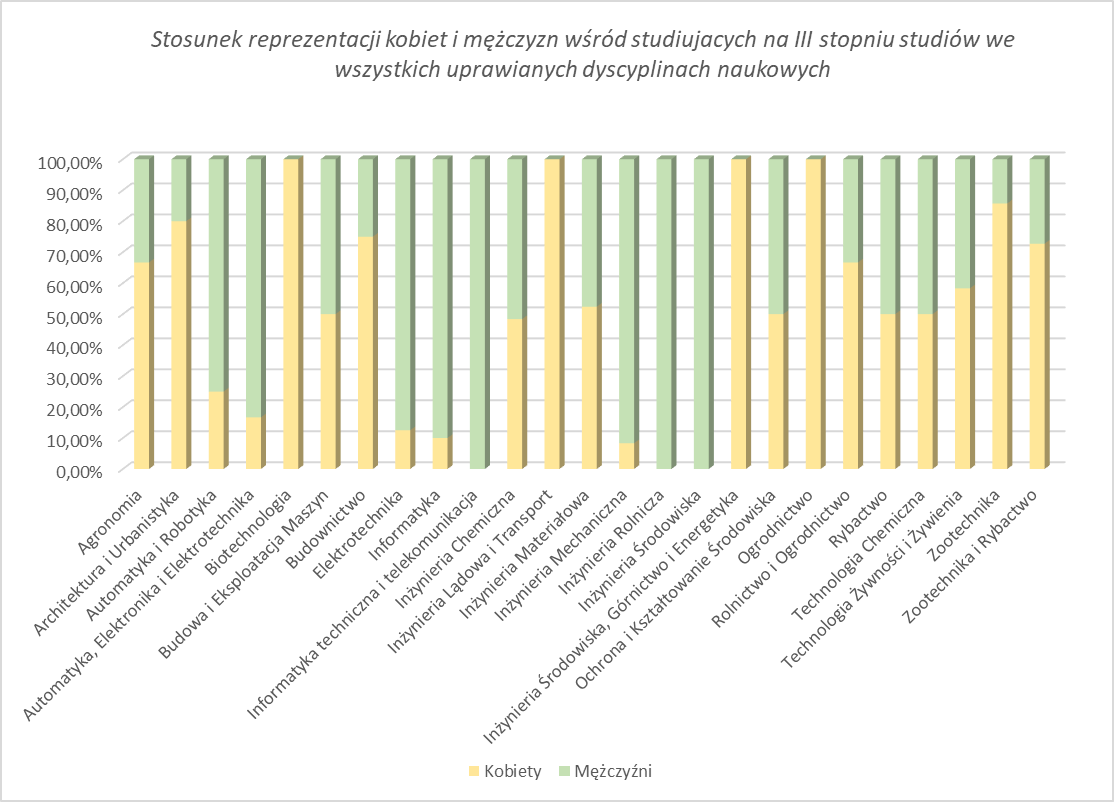 Stosunek reprezentacji kobiet i mężczyzn wśród studiujacych na III stopniu studiów we
wszystkich uprawianych dyscyplinach naukowych
100,00%
90,00%
80,00%
70,00%
60,00%
50,00%
40,00%
30,00%
20,00%
10,00%
0,00%
Agronomia
Architektura i Urbanistyka
Automatyka i Robotyka
Automatyka, Elektronika i Elektrotechnika
Biotechnologia
Budowa i Eksploatacja Maszyn
Budownictwo
Elektrotechnika
Informatyka
Informatyka techniczna i telekomunikacja
Inżynieria Chemiczna
Inżynieria Lądowa i Transport
Inżynieria Materiałowa
Inżynieria Mechaniczna
Inżynieria Rolnicza
Inżynieria Środowiska
Inżynieria Środowiska, Górnictwo i Energetyka
Ochrona i Kształtowanie Środowiska
Ogrodnictwo
Rolnictwo i Ogrodnictwo
Rybactwo
Technologia Chemiczna
Technologia Żywności i Żywienia
Zootechnika
Zootechnika i Rybactwo
Kobiety
Mężczyźni